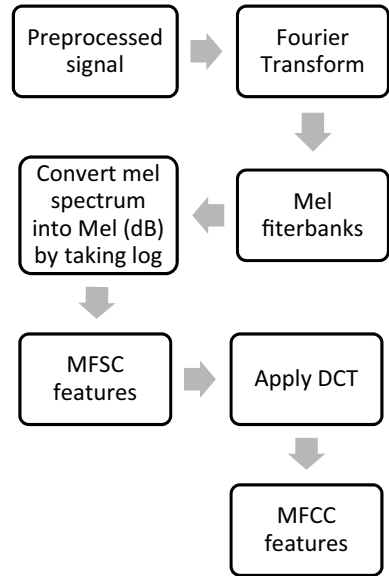 Preprocessed
signal
Fourier
Transform
Mel
fiterbanks
Convert mel
spectrum
into Mel (dB)
by taking log
MFSC
features
Apply DCT
MFCC
features